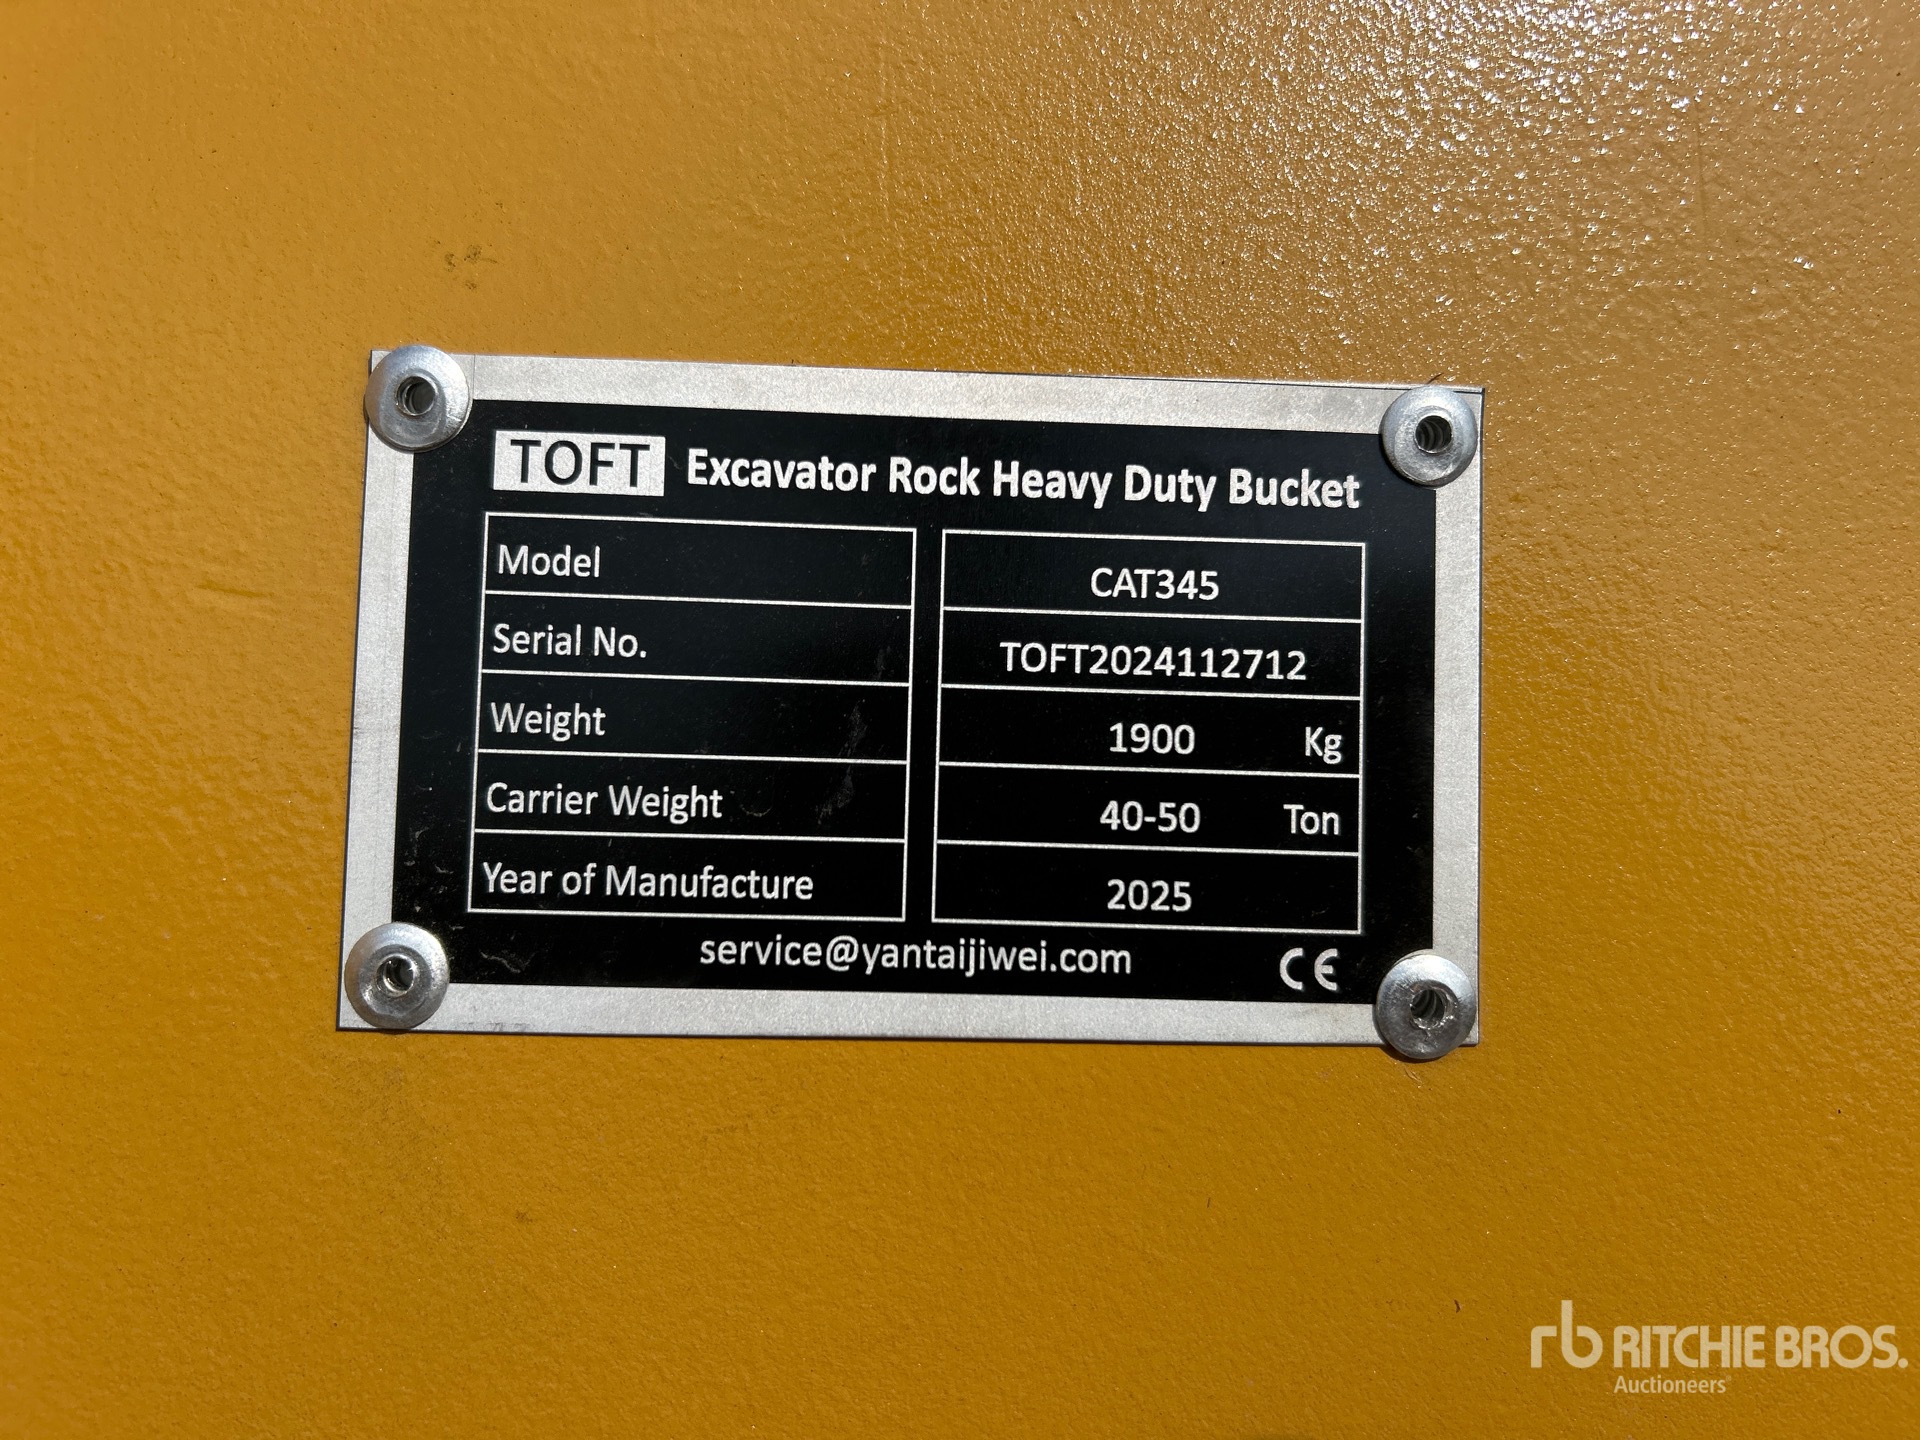 TOFT Excavator Rock Heavy Duty Bucket
Model CAT345
Serial No. TOFT2024112712
Weight 1900 Kg
Carrier Weight 40-50 Ton
Year of Manufacture 2025
service@yantaijiwei.com CE
rb RITCHIE BROS.
Auctioneers